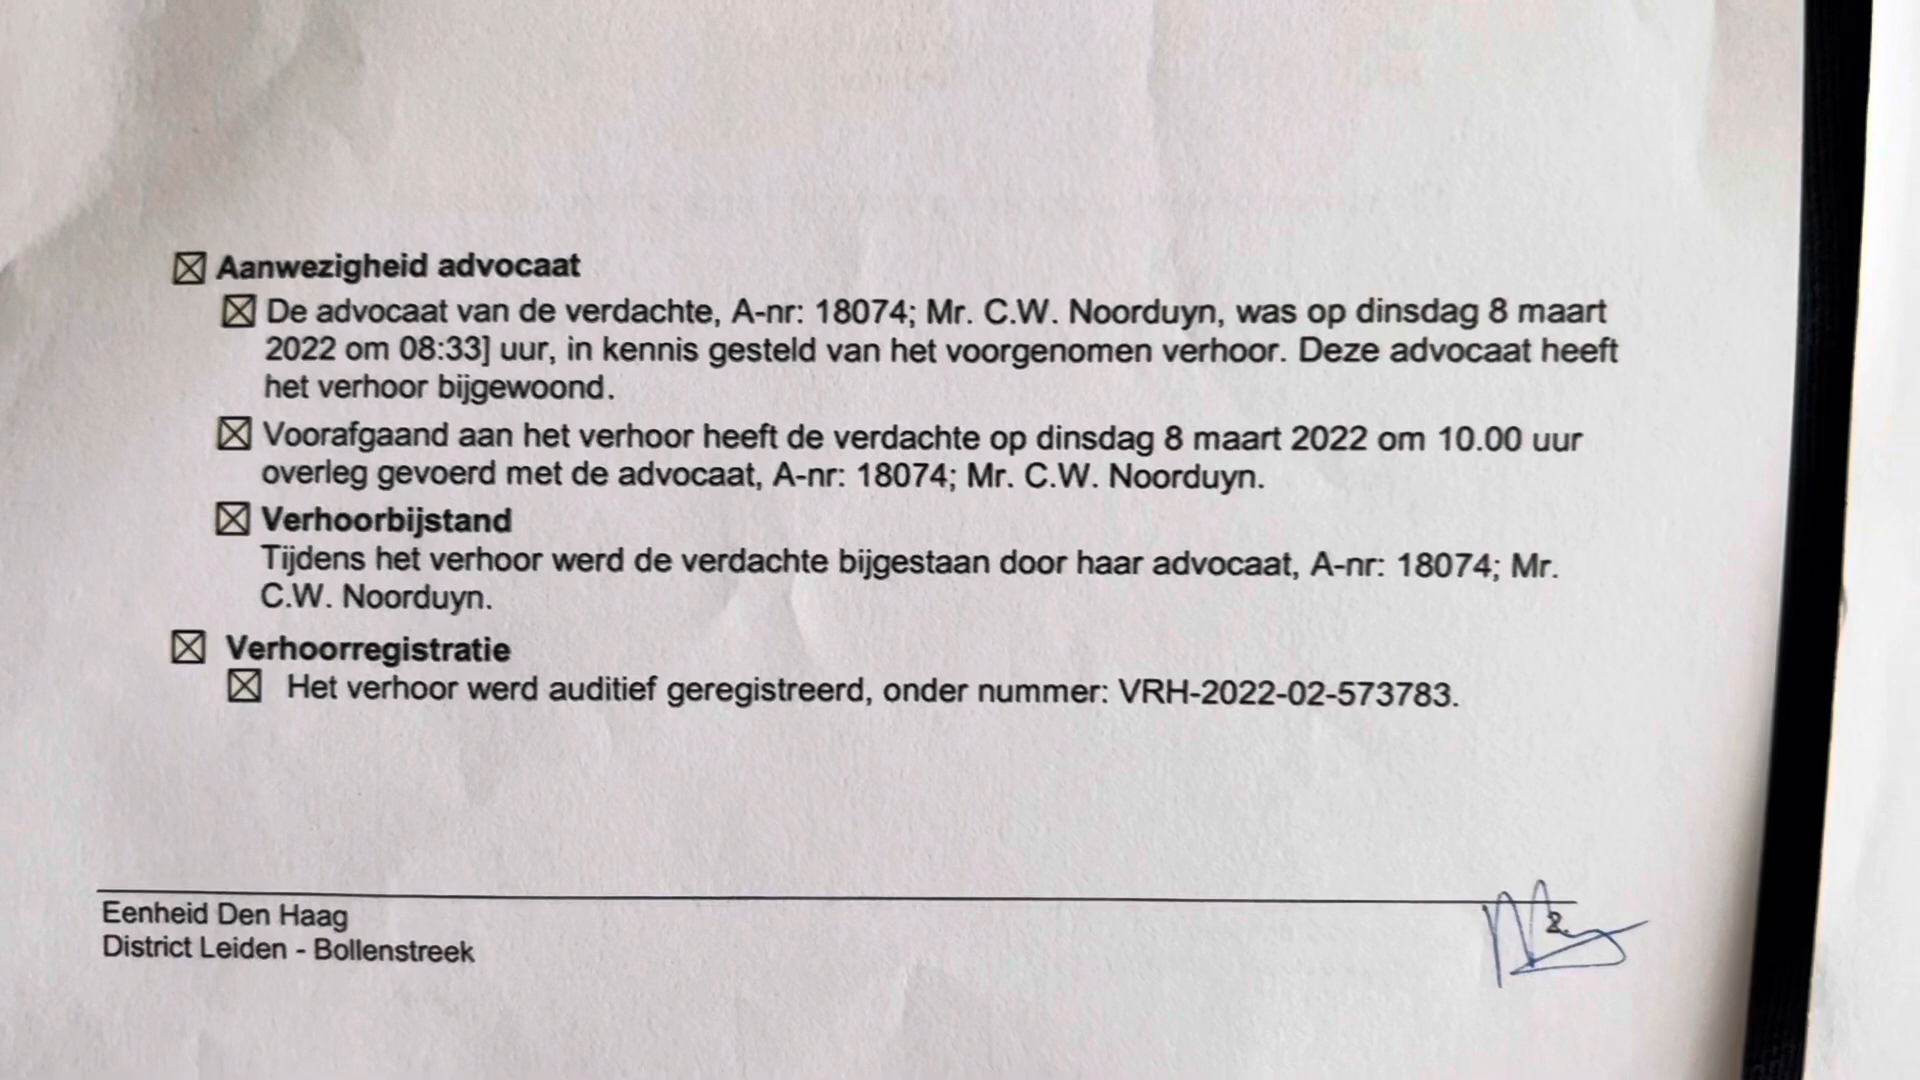 ☒ Aanwezigheid advocaat
☒ De advocaat van de verdachte, A-nr: 18074; Mr. C.W. Noorduyn, was op dinsdag 8 maart
2022 om 08:33] uur, in kennis gesteld van het voorgenomen verhoor. Deze advocaat heeft
het verhoor bijgewoond.
☒ Voorafgaand aan het verhoor heeft de verdachte op dinsdag 8 maart 2022 om 10.00 uur
overleg gevoerd met de advocaat, A-nr: 18074; Mr. C.W. Noorduyn.
☒ Verhoorbijstand
Tijdens het verhoor werd de verdachte bijgestaan door haar advocaat, A-nr: 18074; Mr.
C.W. Noorduyn.
☒ Verhoorregistratie
☒ Het verhoor werd auditief geregistreerd, onder nummer: VRH-2022-02-573783.
Eenheid Den Haag
District Leiden - Bollenstreek